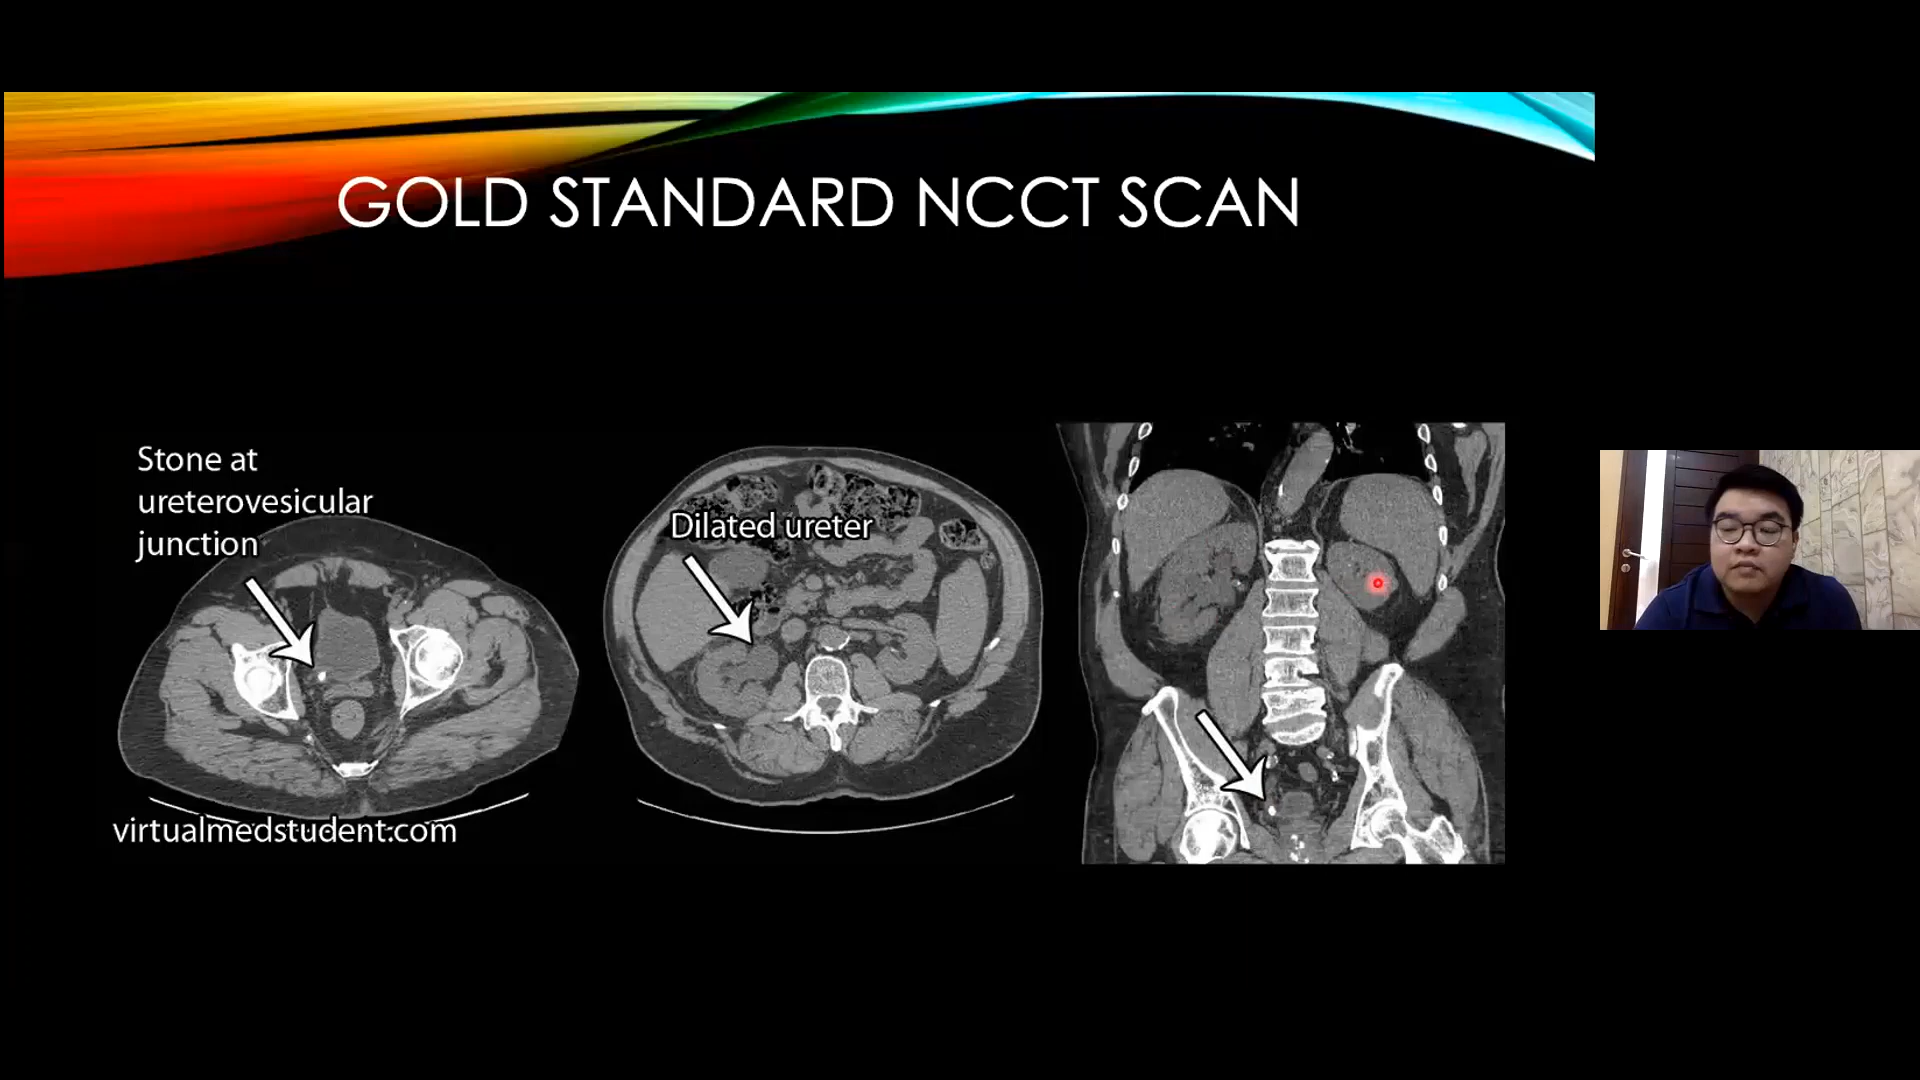 GOLD STANDARD NCCT SCAN
Stone at
ureterovesicular
junction
Dilated ureter
virtualmedstudent.com